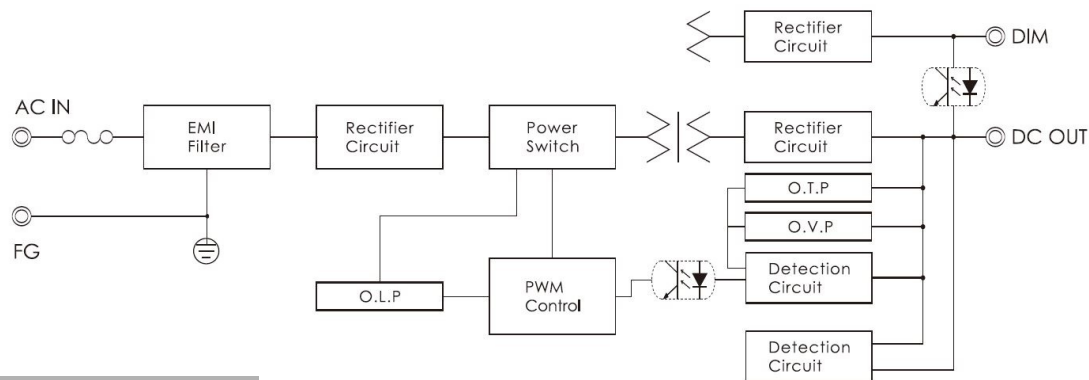 Rectifier
Circuit
DIM
AC IN
EMI
Filter
Rectifier
Circuit
Power
Switch
Rectifier
Circuit
DC OUT
O.T.P
O.V.P
FG
O.L.P
PWM
Control
Detection
Circuit
Detection
Circuit